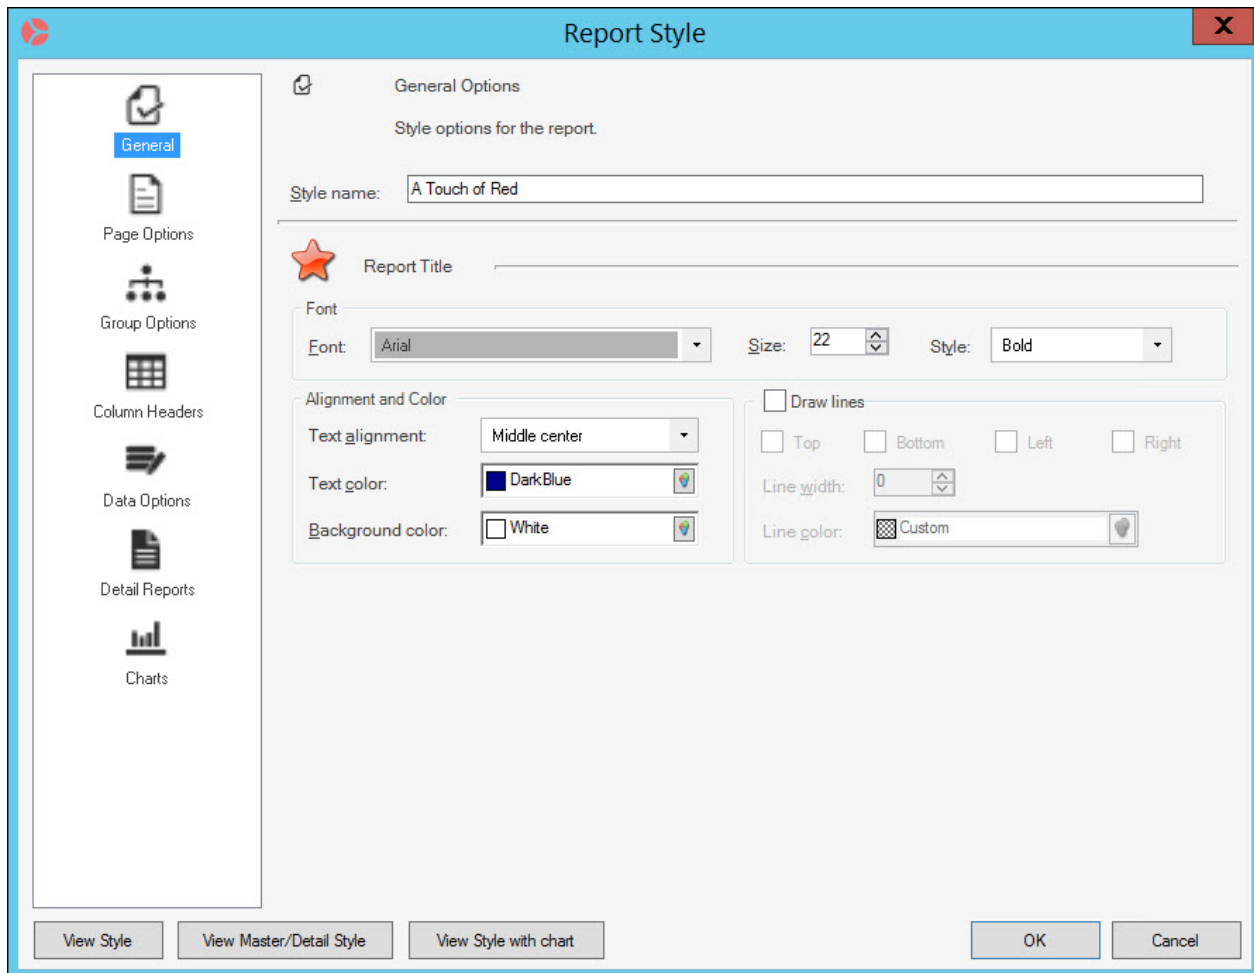 Report Style
X
General
Page Options
Group Options
Column Headers
Data Options
Detail Reports
Charts
General Options
Style options for the report.
Style name: A Touch of Red
Report Title
Font
Font: Arial Size: 22 Style: Bold
Alignment and Color
Text alignment: Middle center
Text color: DarkBlue
Background color: White
Draw lines
Top Bottom Left Right
Line width: 0
Line color: Custom
View Style View Master/Detail Style View Style with chart OK Cancel